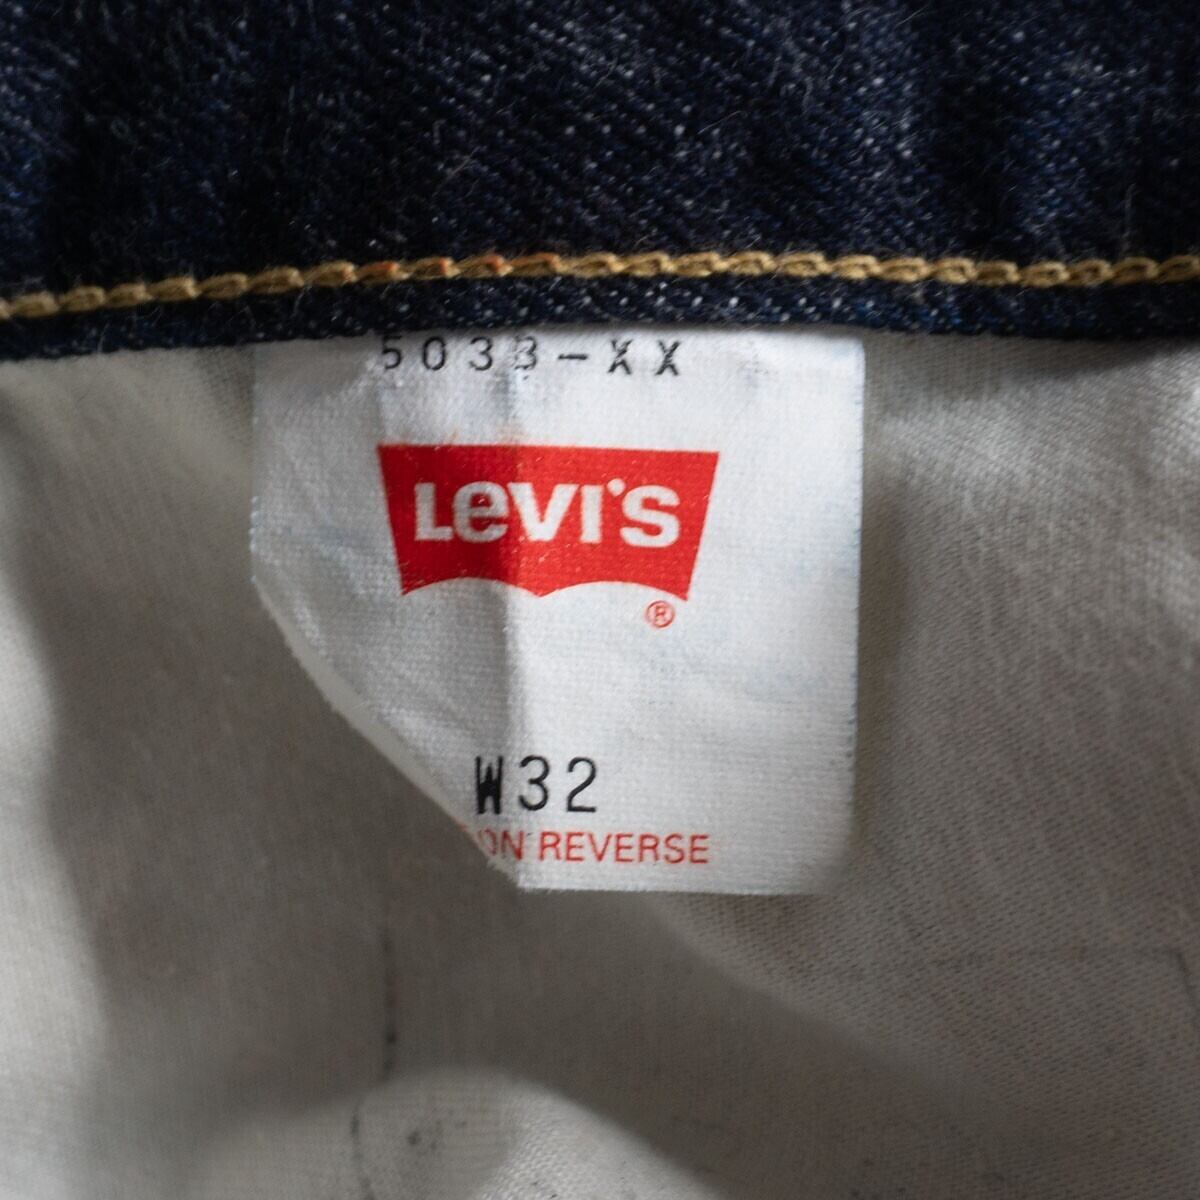 503B-XX
LEVI'S
®
W32
ON REVERSE